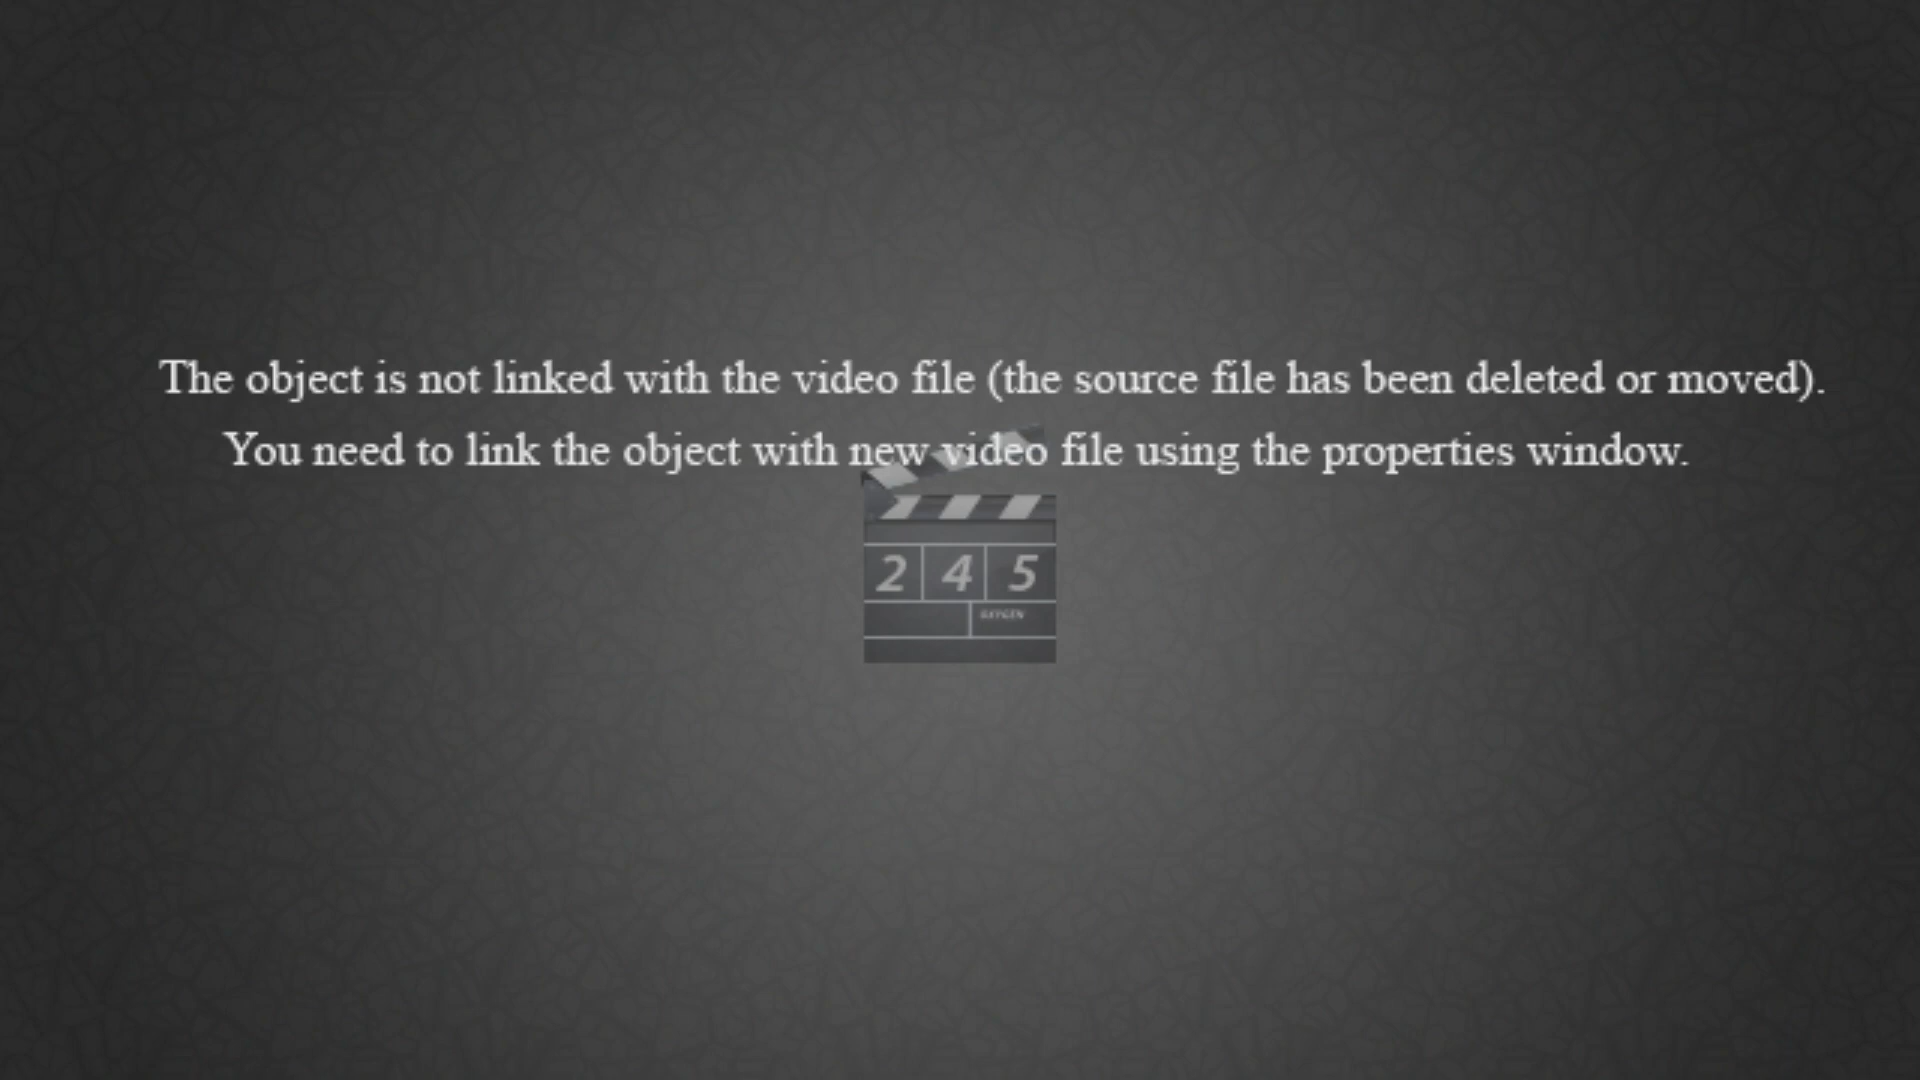 The object is not linked with the video file (the source file has been deleted or moved).
You need to link the object with new video file using the properties window.
2 4 5
OXYGEN